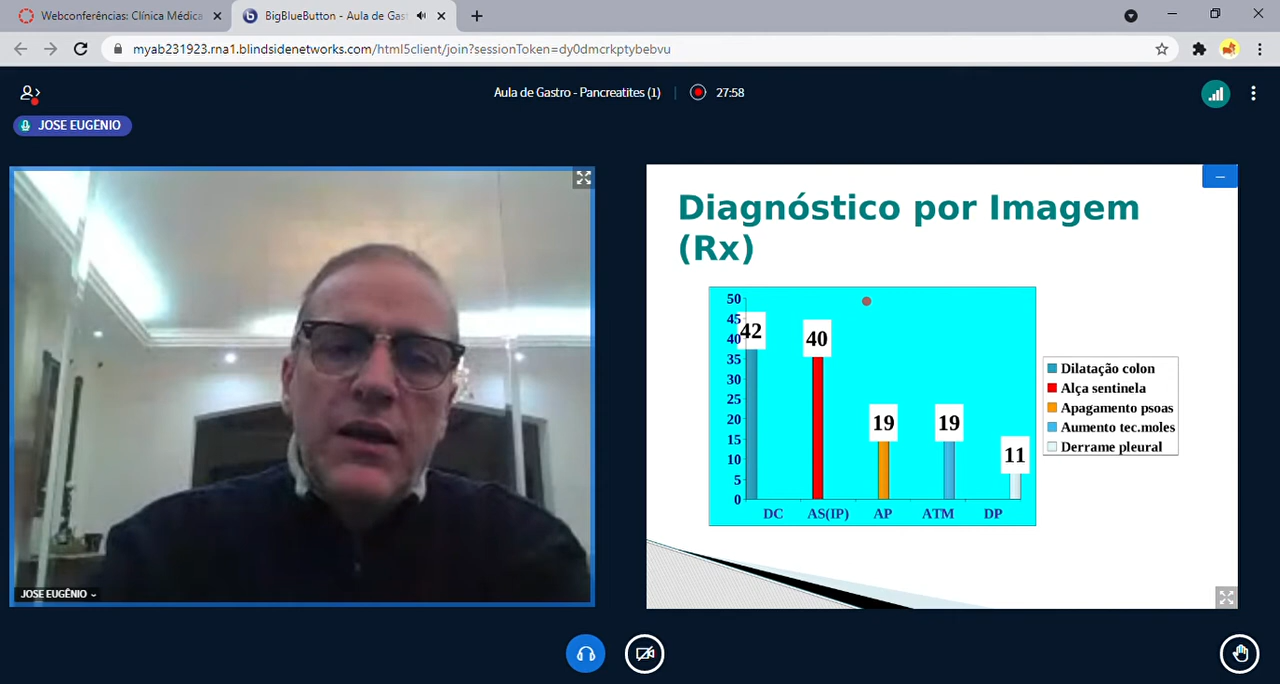 Webconferências: Clínica Médica
BigBlueButton - Aula de Gas
myab231923.rna1.blindsidenetworks.com/html5client/join?sessionToken=dy0dmcrkptybebvu
Aula de Gastro - Pancreatites (1)
27:58
JOSE EUGÊNIO
JOSE EUGÊNIO
Diagnóstico por Imagem
(Rx)
50
45
40
35
30
25
20
15
10
5
0
42
40
19
19
11
DC
AS(IP)
AP
ATM
DP
Dilatação colon
Alça sentinela
Apagamento psoas
Aumento tec.moles
Derrame pleural